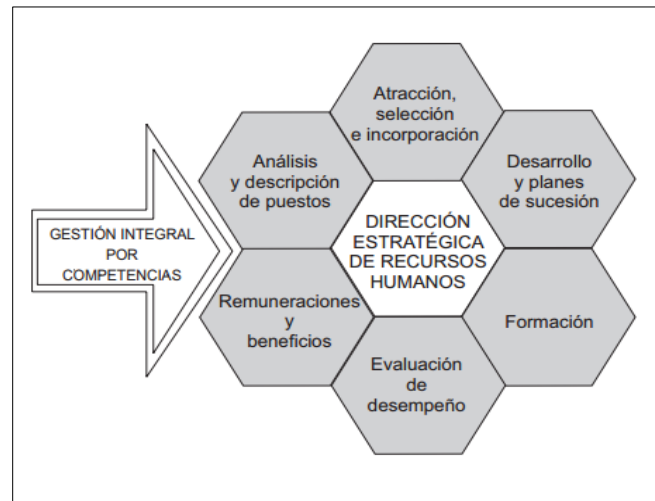 GESTIÓN INTEGRAL
POR
COMPETENCIAS
Análisis
y descripción
de puestos
Atracción,
selección
e incorporación
Desarrollo
y planes
de sucesión
DIRECCIÓN
ESTRATÉGICA
DE RECURSOS
HUMANOS
Remuneraciones
y
beneficios
Evaluación
de
desempeño
Formación